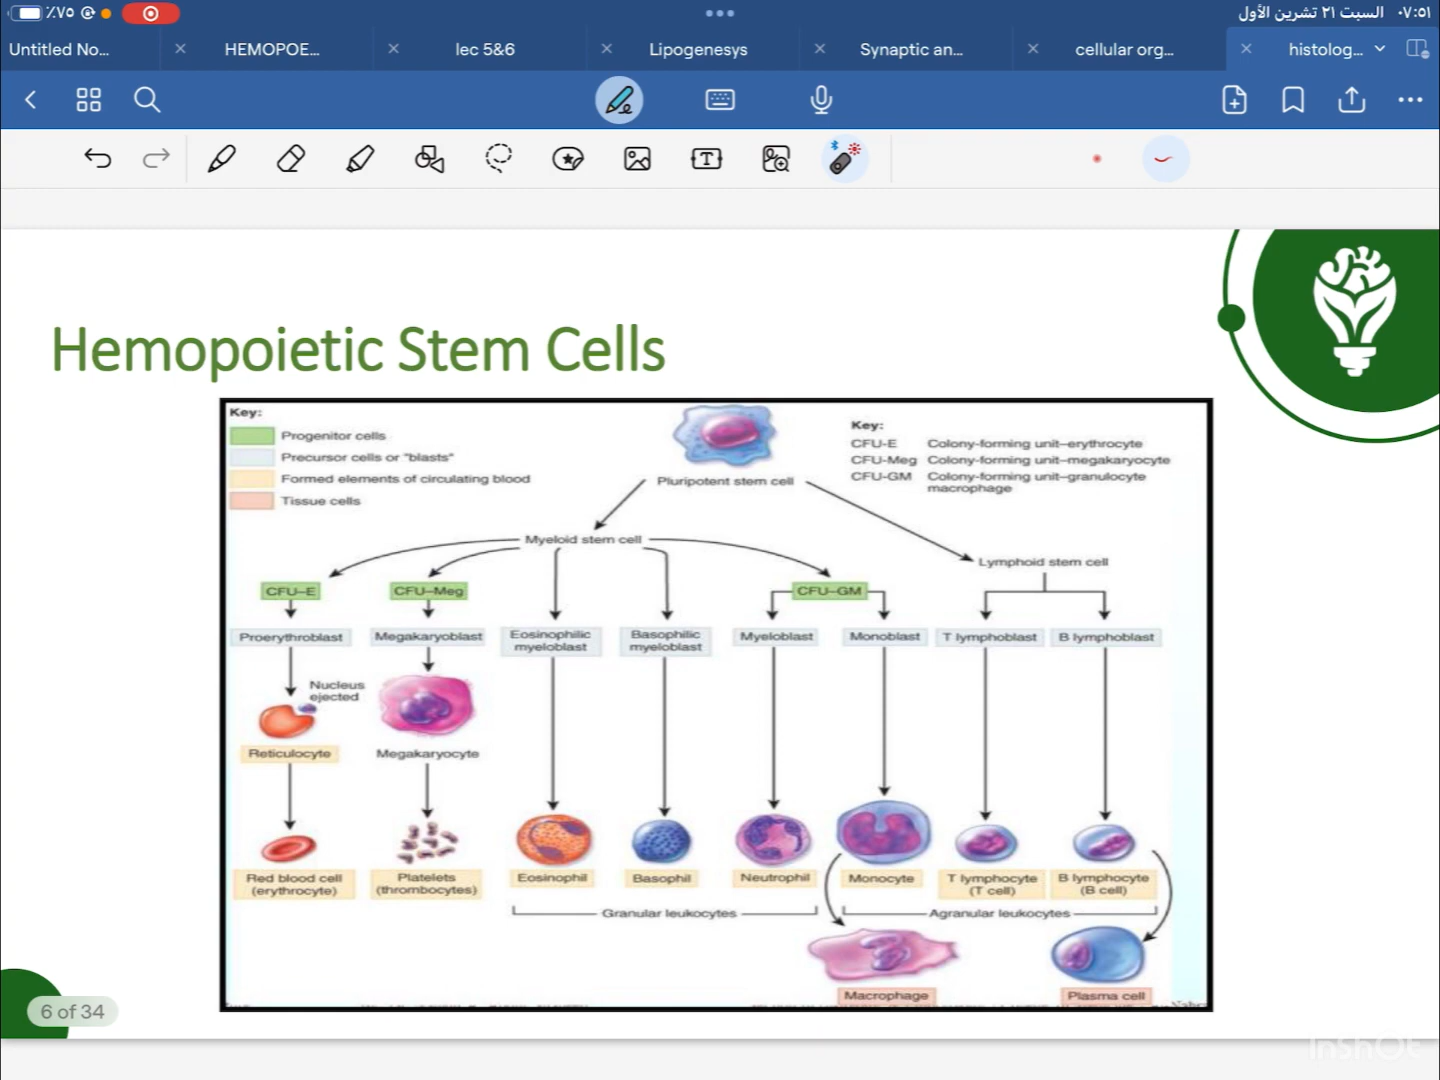 ٪٧٥
٠٧:٥١ السبت ٢١ تشرين الأول
Untitled No...
HEMOPOE...
lec 5&6
Lipogenesys
Synaptic an...
cellular org...
histolog...
Hemopoietic Stem Cells
Key:
Progenitor cells
Precursor cells or "blasts"
Formed elements of circulating blood
Tissue cells
Key:
CFU-E Colony-forming unit–erythrocyte
CFU-Meg Colony-forming unit–megakaryocyte
CFU-GM Colony-forming unit–granulocyte
macrophage
Pluripotent stem cell
Myeloid stem cell
Lymphoid stem cell
CFU–E
CFU–Meg
CFU–GM
Proerythroblast
Megakaryoblast
Eosinophilic
myeloblast
Basophilic
myeloblast
Myeloblast
Monoblast
T lymphoblast
B lymphoblast
Nucleus
ejected
Reticulocyte
Megakaryocyte
Red blood cell
(erythrocyte)
Platelets
(thrombocytes)
Eosinophil
Basophil
Neutrophil
Monocyte
T lymphocyte
(T cell)
B lymphocyte
(B cell)
Granular leukocytes
Agranular leukocytes
Macrophage
Plasma cell
6 of 34
InShOt